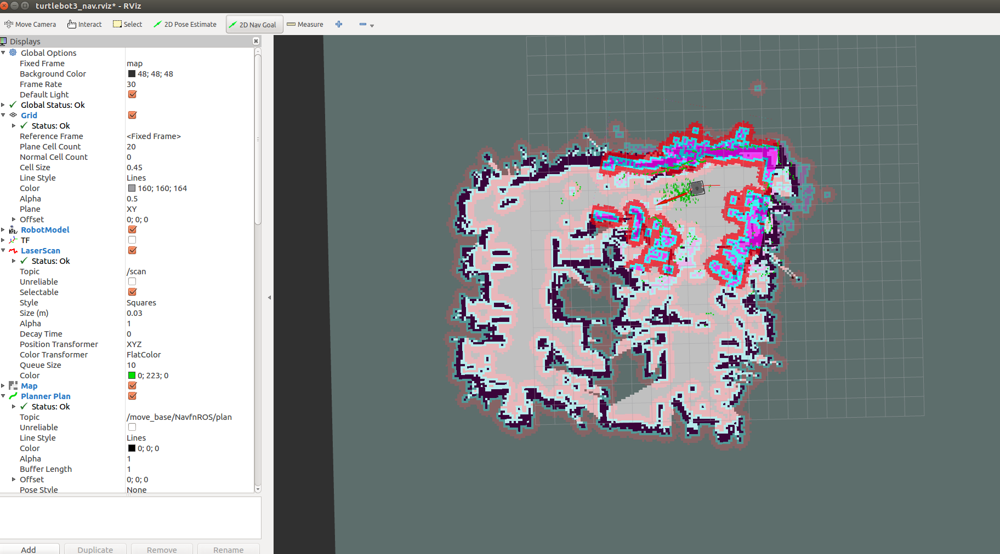 turtlebot3_nav.rviz* - RViz
Move Camera Interact Select 2D Pose Estimate 2D Nav Goal Measure
Displays
Global Options
Fixed Frame map
Background Color 48; 48; 48
Frame Rate 30
Default Light
Global Status: Ok
Grid
Status: Ok
Reference Frame <Fixed Frame>
Plane Cell Count 20
Normal Cell Count 0
Cell Size 0.45
Line Style Lines
Color 160; 160; 164
Alpha 0.5
Plane XY
Offset 0; 0; 0
RobotModel
TF
LaserScan
Status: Ok
Topic /scan
Unreliable
Selectable
Style Squares
Size (m) 0.03
Alpha 1
Decay Time 0
Position Transformer XYZ
Color Transformer FlatColor
Queue Size 10
Color 0; 223; 0
Map
Planner Plan
Status: Ok
Topic /move_base/NavfnROS/plan
Unreliable
Line Style Lines
Color 0; 0; 0
Alpha 1
Buffer Length 1
Offset 0; 0; 0
Pose Style None
Add Duplicate Remove Rename